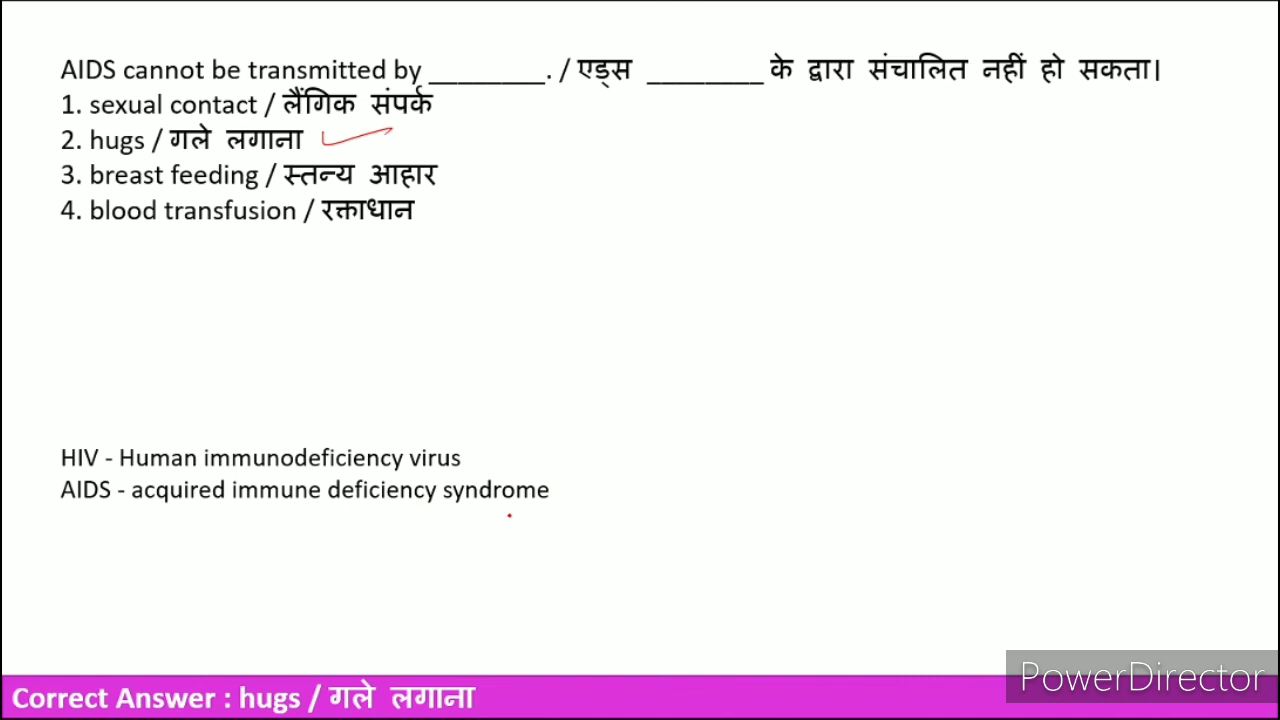 AIDS cannot be transmitted by ________. / एड्स ________ के द्वारा संचालित नहीं हो सकता।
1. sexual contact / लैंगिक संपर्क
2. hugs / गले लगाना
3. breast feeding / स्तन्य आहार
4. blood transfusion / रक्ताधान
HIV - Human immunodeficiency virus
AIDS - acquired immune deficiency syndrome
PowerDirector
Correct Answer : hugs / गले लगाना